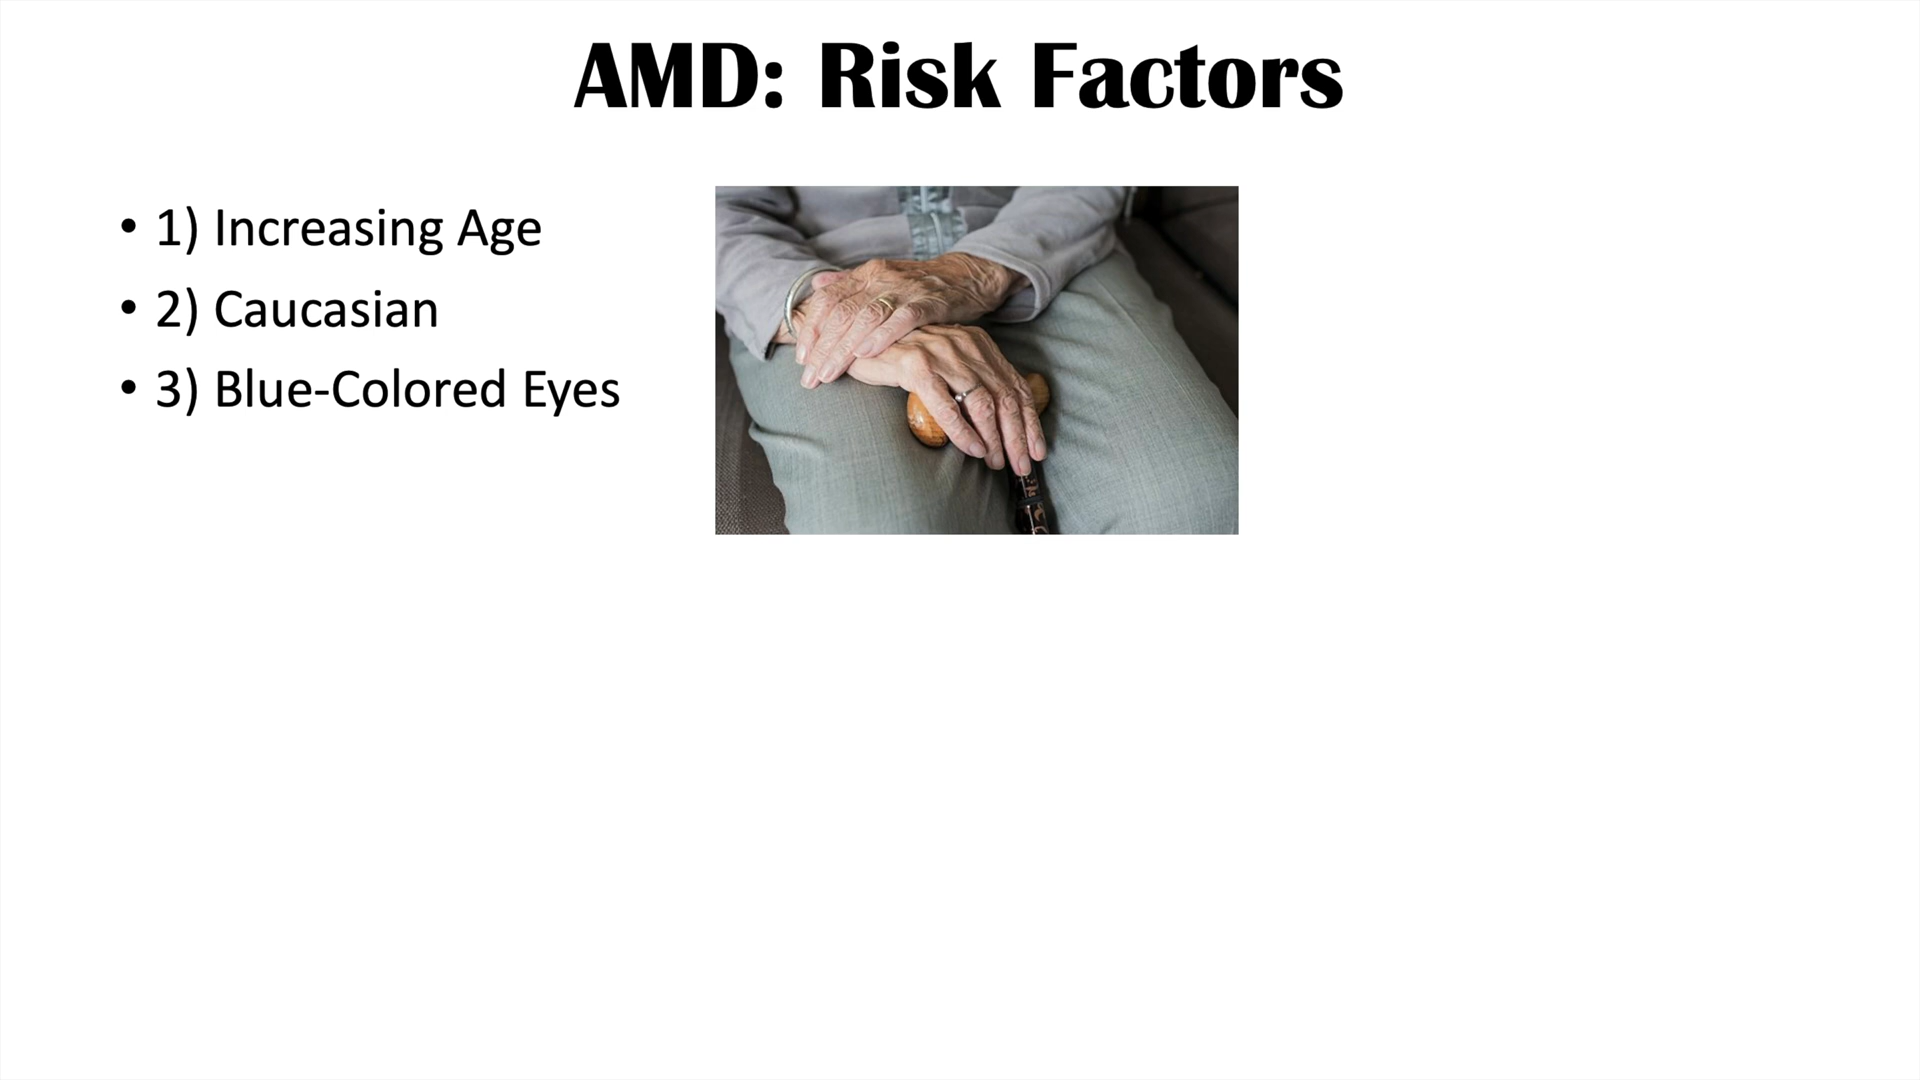 AMD: Risk Factors
• 1) Increasing Age
• 2) Caucasian
• 3) Blue-Colored Eyes